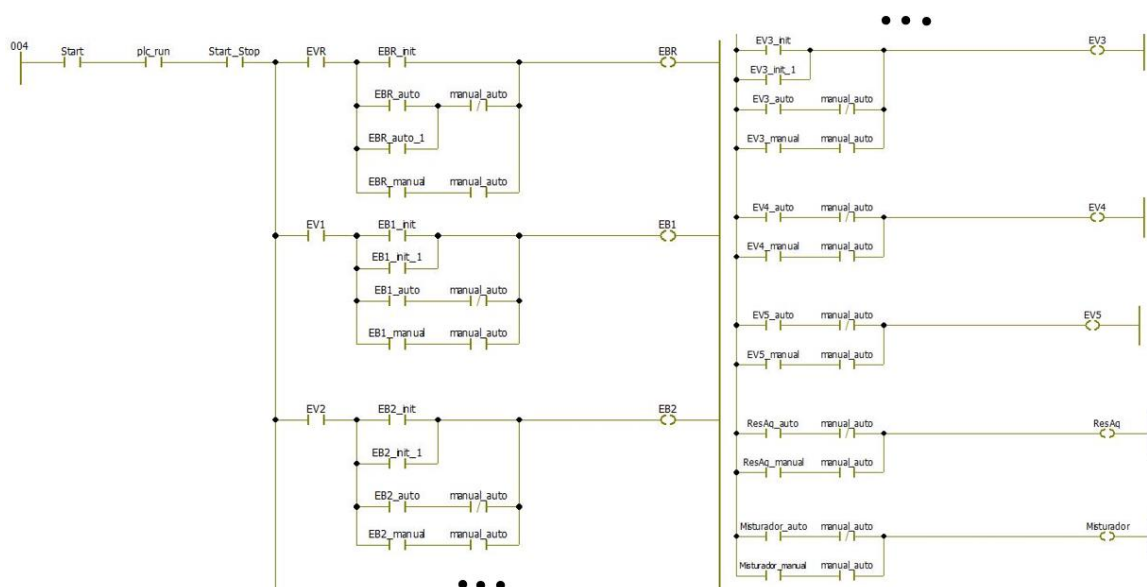 004
Start plc_run Start_Stop EVR EBR_init EBR
EBR_auto manual_auto
EBR_auto_1
EBR_manual manual_auto
EV1 EB1_init EB1
EB1_init_1
EB1_auto manual_auto
EB1_manual manual_auto
EV2 EB2_init EB2
EB2_init_1
EB2_auto manual_auto
EB2_manual manual_auto
EV3_init EV3
EV3_init_1
EV3_auto manual_auto
EV3_manual manual_auto
EV4_auto manual_auto EV4
EV4_manual manual_auto
EV5_auto manual_auto EV5
EV5_manual manual_auto
ResAq_auto manual_auto ResAq
ResAq_manual manual_auto
Misturador_auto manual_auto Misturador
Misturador_manual manual_auto